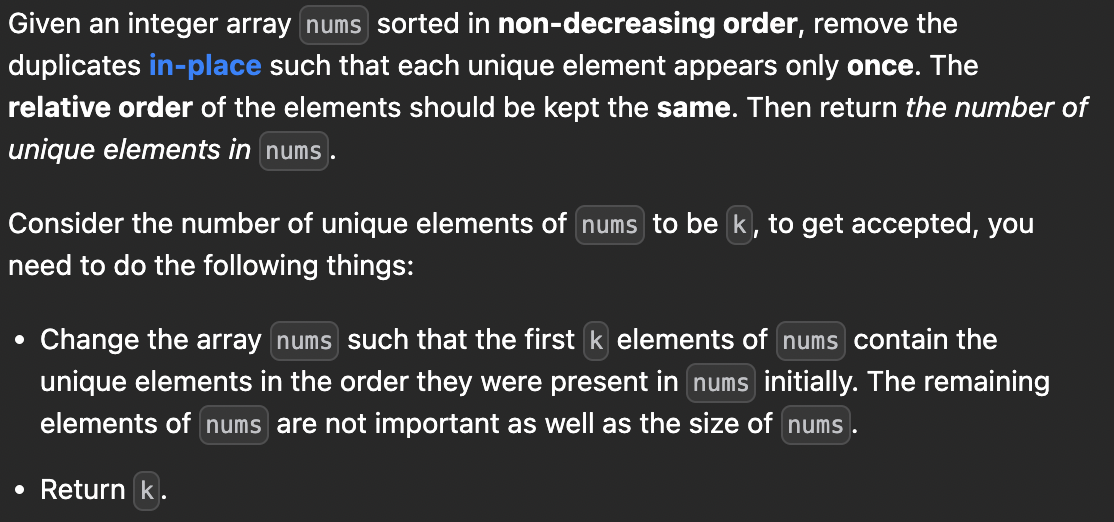 Given an integer array nums sorted in non-decreasing order, remove the
duplicates in-place such that each unique element appears only once. The
relative order of the elements should be kept the same. Then return the number of
unique elements in nums.
Consider the number of unique elements of nums to be k, to get accepted, you
need to do the following things:
• Change the array nums such that the first k elements of nums contain the
unique elements in the order they were present in nums initially. The remaining
elements of nums are not important as well as the size of nums.
• Return k.